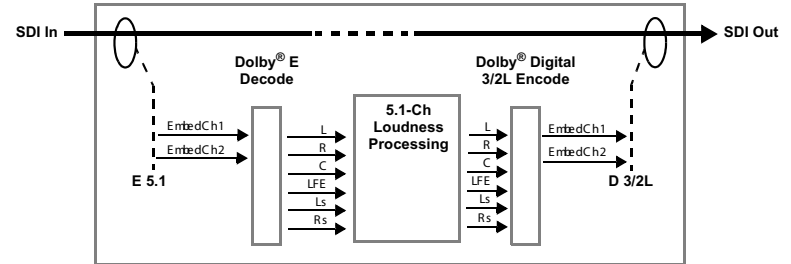 SDI In
SDI Out
Dolby® E
Decode
Dolby® Digital
3/2L Encode
5.1-Ch
Loudness
Processing
EmbedCh1
EmbedCh2
E 5.1
L
R
C
LFE
Ls
Rs
L
R
C
LFE
Ls
Rs
EmbedCh1
EmbedCh2
D 3/2L